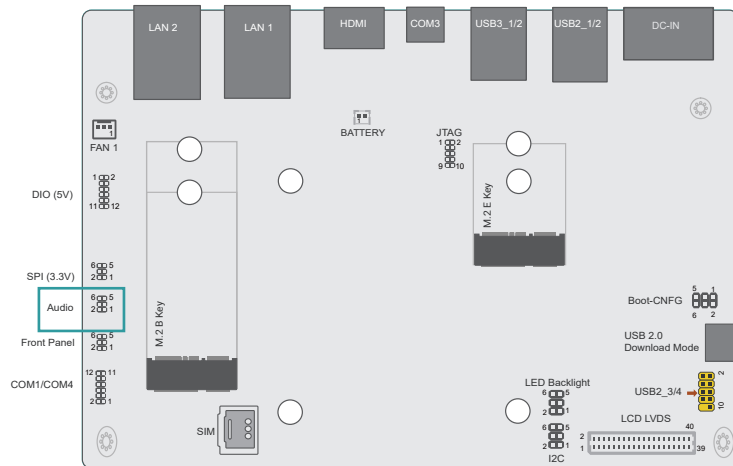 LAN 2
LAN 1
HDMI
COM3
USB3_1/2
USB2_1/2
DC-IN
1
BATTERY
1
FAN 1
JTAG
1 2
9 10
DIO (5V)
1 2
11 12
M.2 E Key
SPI (3.3V)
6 5
2 1
Audio
6 5
2 1
Front Panel
6 5
2 1
M.2 B Key
Boot-CNFG
5 1
6 2
USB 2.0
Download Mode
COM1/COM4
12 11
2 1
USB2_3/4
2
10
LED Backlight
6 5
2 1
6 5
2 1
I2C
SIM
LCD LVDS
40
2
1
39